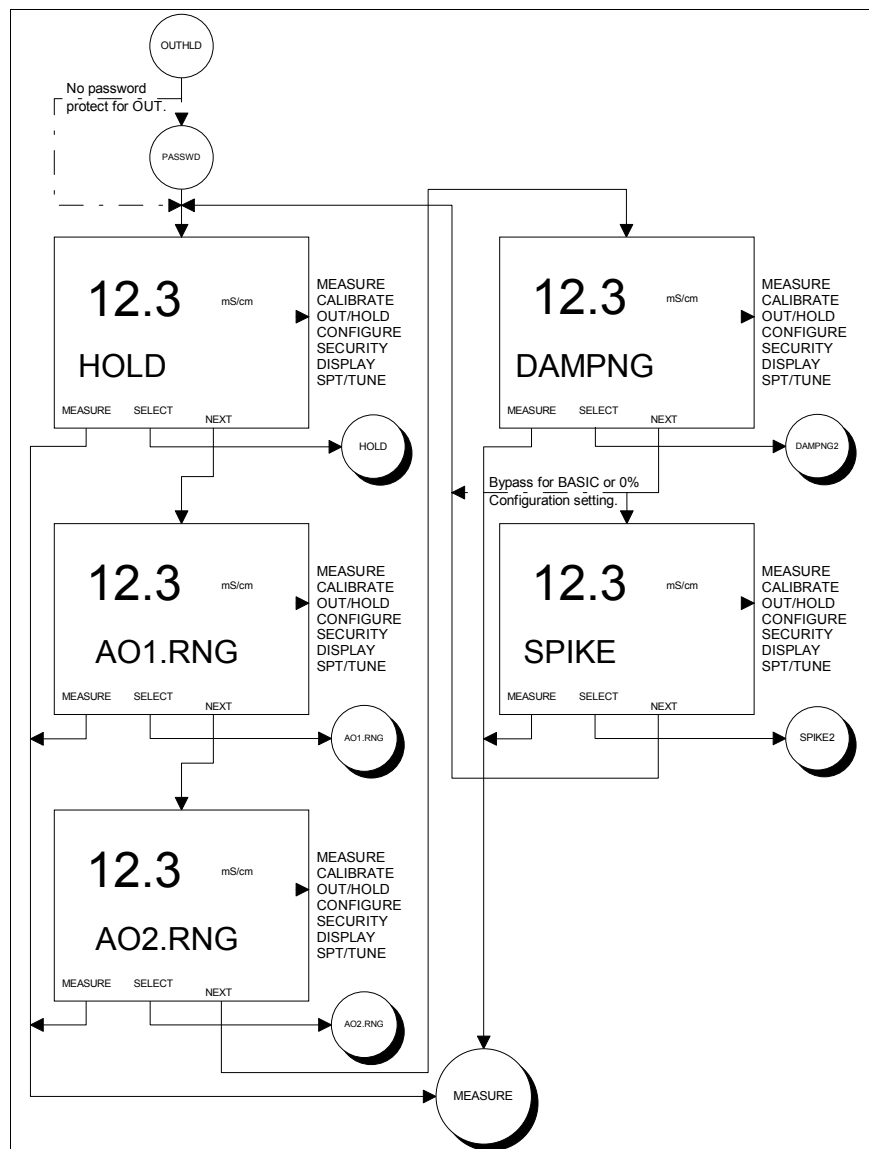 OUTHLD
No password
protect for OUT.
PASSWD
12.3 mS/cm
HOLD
MEASURE SELECT NEXT
MEASURE
CALIBRATE
OUT/HOLD
CONFIGURE
SECURITY
DISPLAY
SPT/TUNE
HOLD
12.3 mS/cm
AO1.RNG
MEASURE SELECT NEXT
MEASURE
CALIBRATE
OUT/HOLD
CONFIGURE
SECURITY
DISPLAY
SPT/TUNE
AO1.RNG
12.3 mS/cm
AO2.RNG
MEASURE SELECT NEXT
MEASURE
CALIBRATE
OUT/HOLD
CONFIGURE
SECURITY
DISPLAY
SPT/TUNE
AO2.RNG
12.3 mS/cm
DAMPNG
MEASURE SELECT NEXT
MEASURE
CALIBRATE
OUT/HOLD
CONFIGURE
SECURITY
DISPLAY
SPT/TUNE
DAMPNG2
Bypass for BASIC or 0%
Configuration setting.
12.3 mS/cm
SPIKE
MEASURE SELECT NEXT
MEASURE
CALIBRATE
OUT/HOLD
CONFIGURE
SECURITY
DISPLAY
SPT/TUNE
SPIKE2
MEASURE